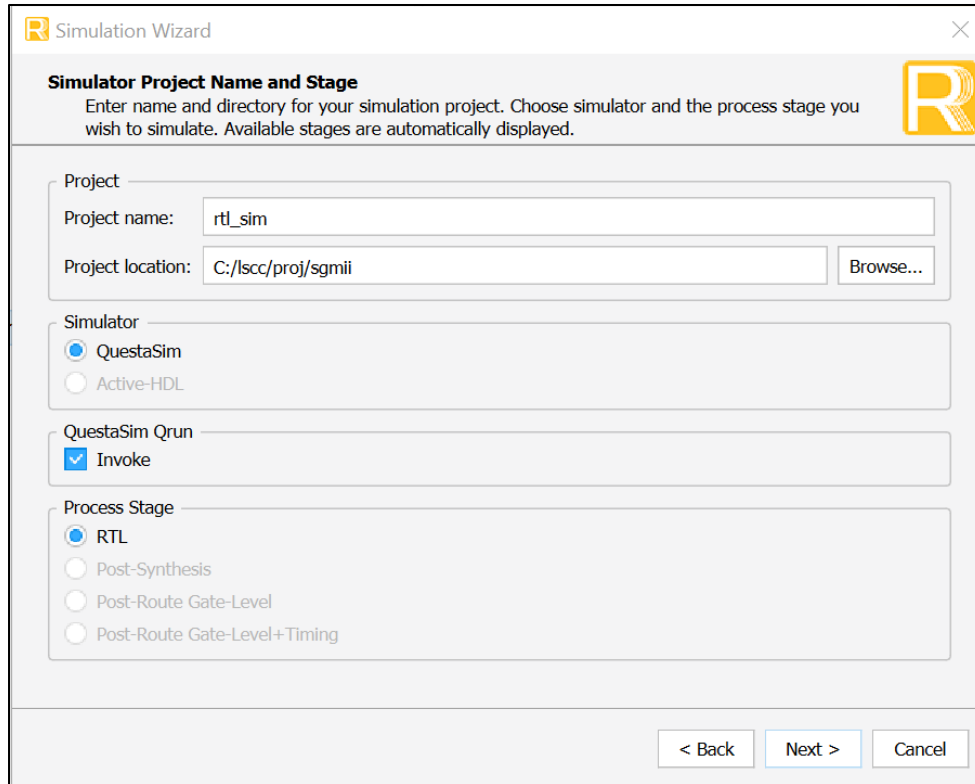 Simulation Wizard
Simulator Project Name and Stage
Enter name and directory for your simulation project. Choose simulator and the process stage you
wish to simulate. Available stages are automatically displayed.
Project
Project name: rtl_sim
Project location: C:/lscc/proj/sgmii Browse...
Simulator
QuestaSim
Active-HDL
QuestaSim Qrun
Invoke
Process Stage
RTL
Post-Synthesis
Post-Route Gate-Level
Post-Route Gate-Level+Timing
< Back Next > Cancel